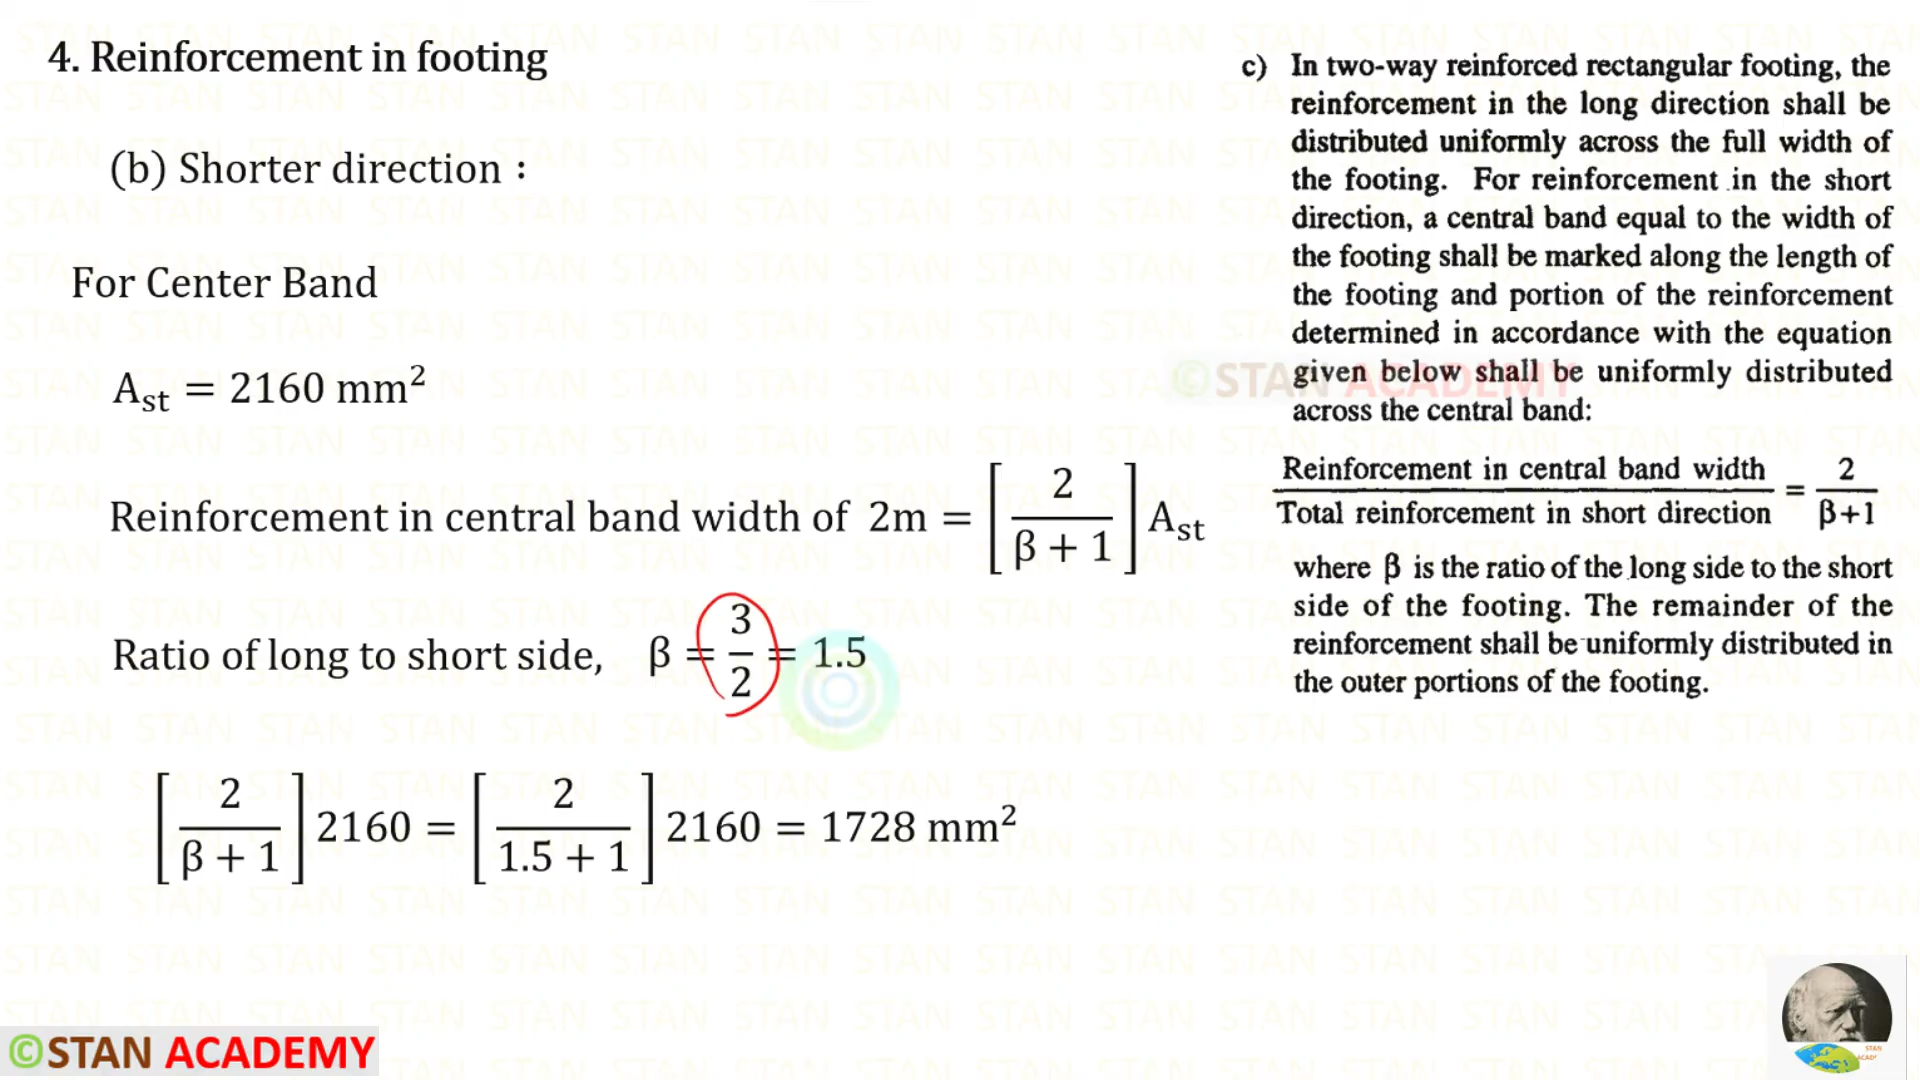 4. Reinforcement in footing
(b) Shorter direction :
For Center Band
Ast = 2160 mm²
Reinforcement in central band width of 2m = [2 / (β + 1)] Ast
Ratio of long to short side, β = 3/2 = 1.5
[2 / (β + 1)] 2160 = [2 / (1.5 + 1)] 2160 = 1728 mm²
c) In two-way reinforced rectangular footing, the
reinforcement in the long direction shall be
distributed uniformly across the full width of
the footing. For reinforcement in the short
direction, a central band equal to the width of
the footing shall be marked along the length of
the footing and portion of the reinforcement
determined in accordance with the equation
given below shall be uniformly distributed
across the central band:
Reinforcement in central band width / Total reinforcement in short direction = 2 / (β+1)
where β is the ratio of the long side to the short
side of the footing. The remainder of the
reinforcement shall be uniformly distributed in
the outer portions of the footing.
©STAN ACADEMY
©STAN ACADEMY